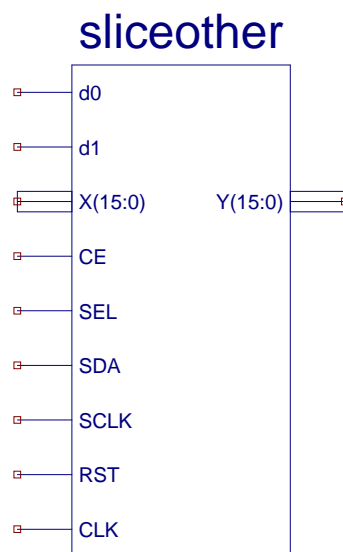 sliceother
d0
d1
X(15:0) Y(15:0)
CE
SEL
SDA
SCLK
RST
CLK